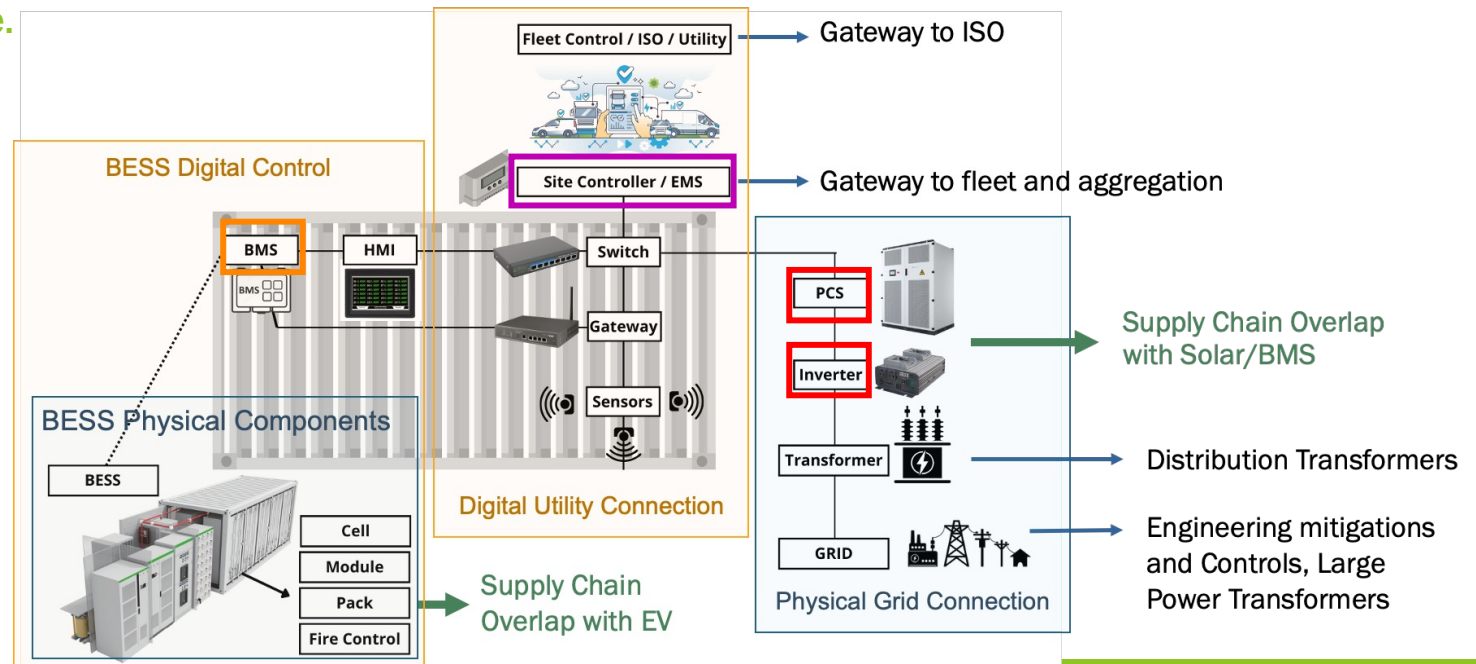 e.
Fleet Control / ISO / Utility
Gateway to ISO
BESS Digital Control
Site Controller / EMS
Gateway to fleet and aggregation
BMS
HMI
Switch
BMS
PCS
Gateway
Supply Chain Overlap
with Solar/BMS
Inverter
Sensors
BESS Physical Components
BESS
Transformer
Distribution Transformers
Digital Utility Connection
Cell
Module
Pack
Fire Control
Supply Chain
Overlap with EV
GRID
Engineering mitigations
and Controls, Large
Power Transformers
Physical Grid Connection